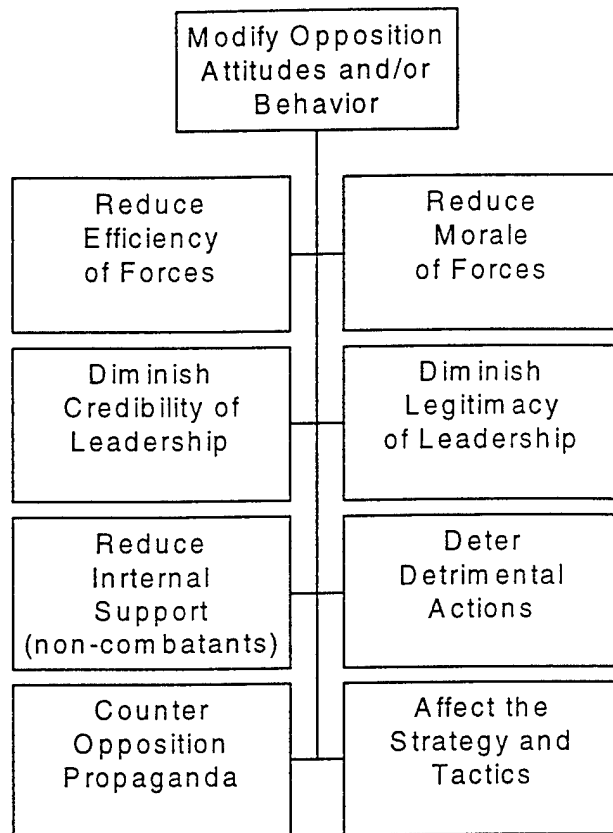 Modify Opposition
Attitudes and/or
Behavior
Reduce
Efficiency
of Forces
Reduce
Morale
of Forces
Diminish
Credibility of
Leadership
Diminish
Legitimacy
of Leadership
Reduce
Inrternal
Support
(non-combatants)
Deter
Detrimental
Actions
Counter
Opposition
Propaganda
Affect the
Strategy and
Tactics